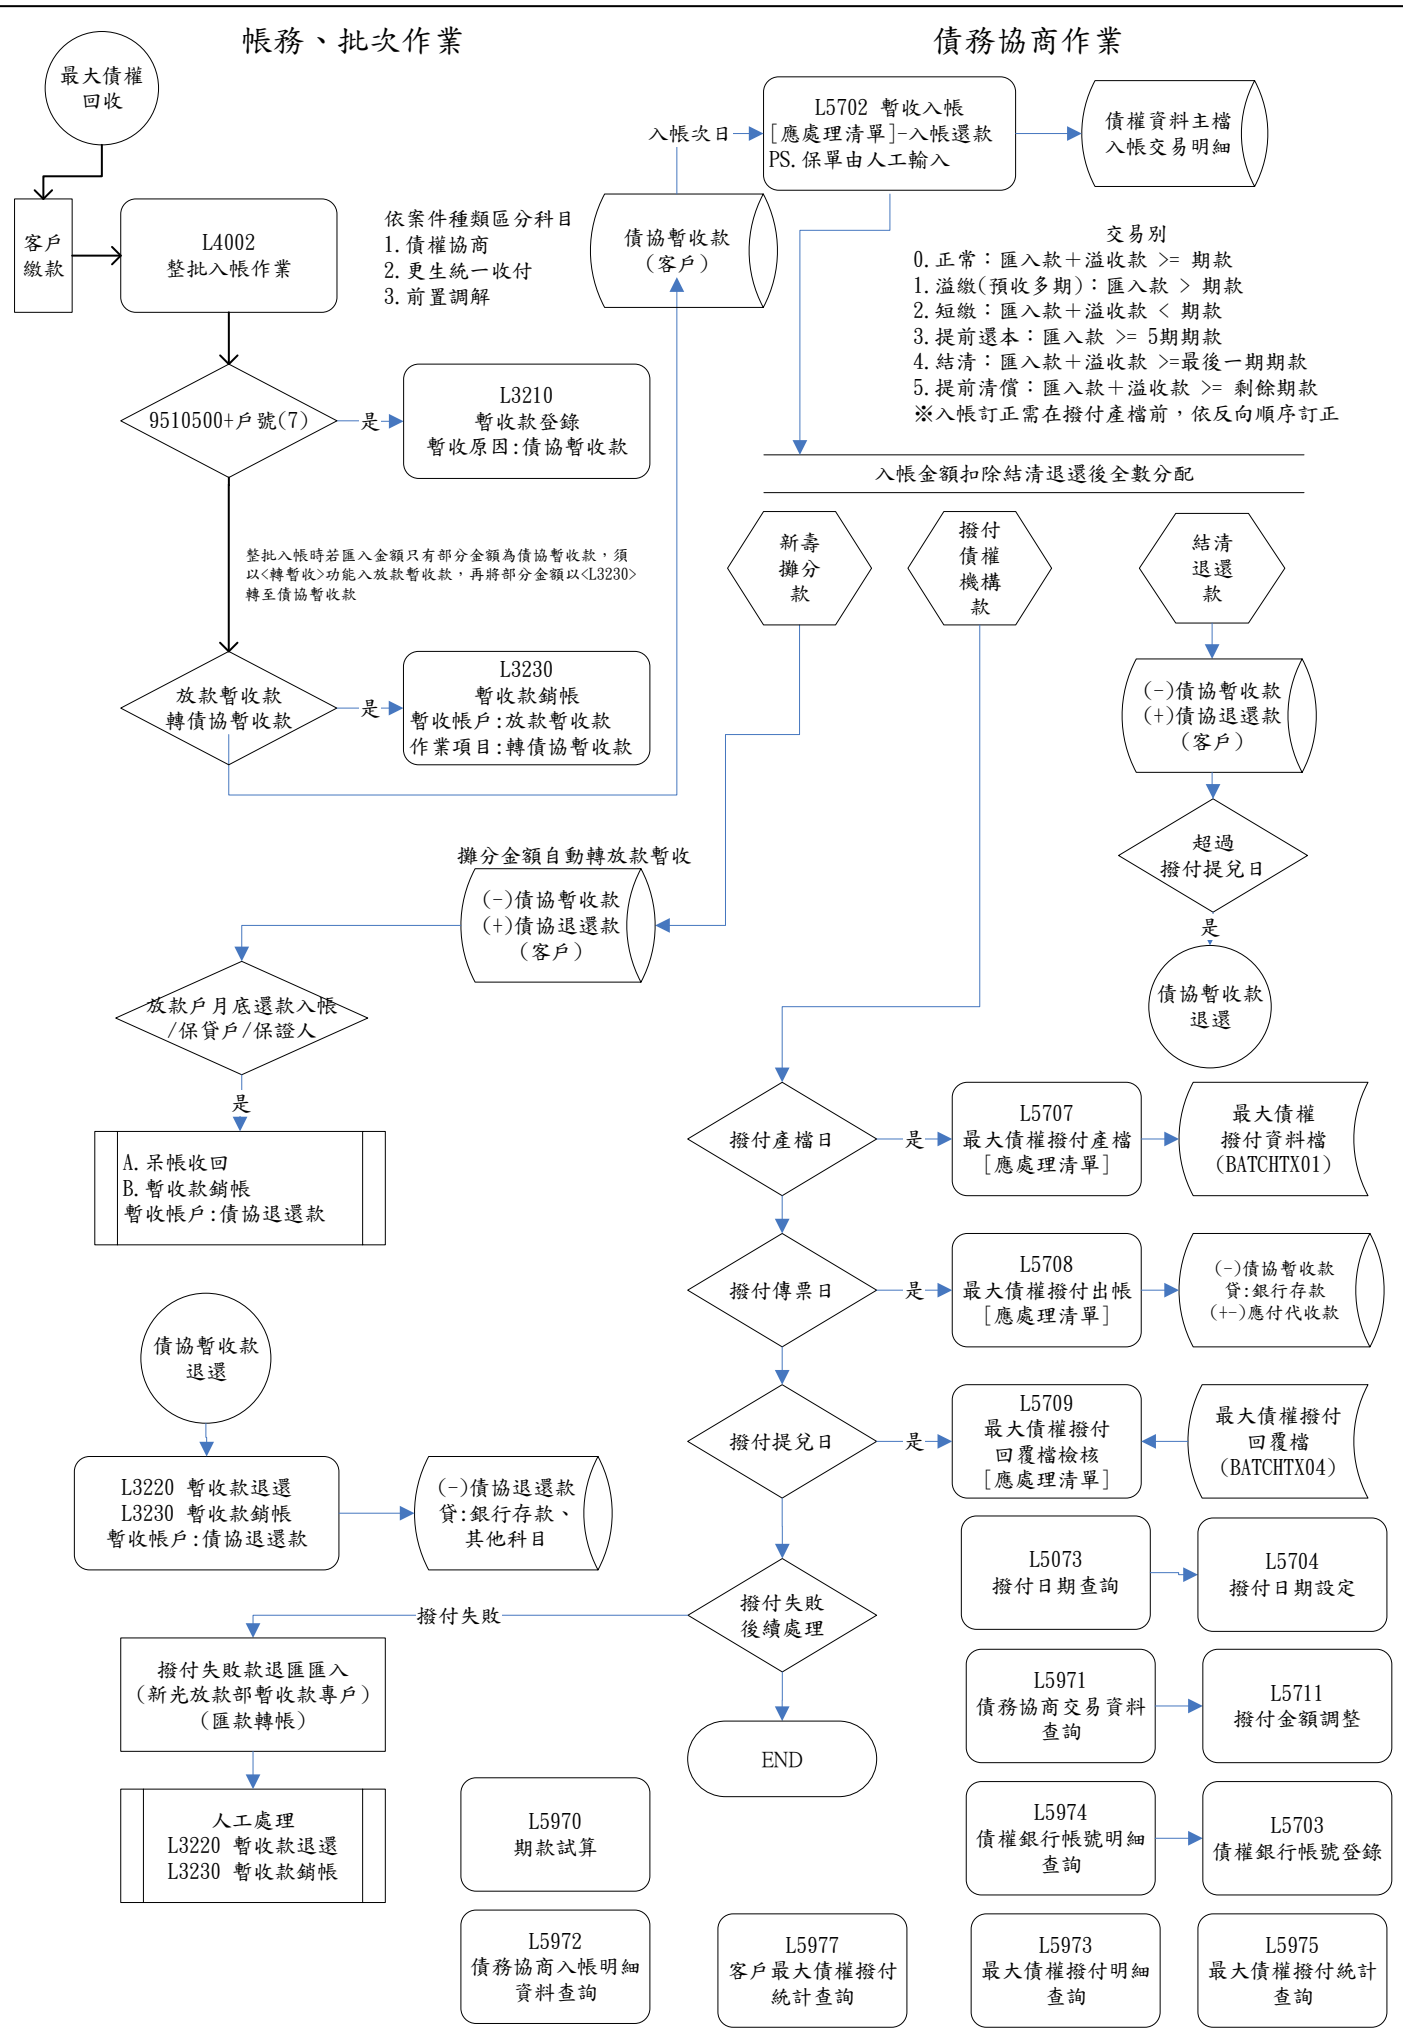 帳務、批次作業
債務協商作業
最大債權
回收
客戶
繳款
L4002
整批入帳作業
依案件種類區分科目
1.債權協商
2.更生統一收付
3.前置調解
債協暫收款
(客戶)
入帳次日
L5702 暫收入帳
[應處理清單]-入帳還款
PS.保單由人工輸入
債權資料主檔
入帳交易明細
交易別
0.正常：匯入款＋溢收款 >= 期款
1.溢繳(預收多期)：匯入款 > 期款
2.短繳：匯入款＋溢收款 < 期款
3.提前還本：匯入款 >= 5期期款
4.結清：匯入款＋溢收款 >=最後一期期款
5.提前清償：匯入款＋溢收款 >= 剩餘期款
※入帳訂正需在撥付產檔前，依反向順序訂正
9510500+戶號(7)
是
L3210
暫收款登錄
暫收原因:債協暫收款
入帳金額扣除結清退還後全數分配
整批入帳時若匯入金額只有部分金額為債協暫收款，須
以<轉暫收>功能入放款暫收款，再將部分金額以<L3230>
轉至債協暫收款
新壽
攤分
款
撥付
債權
機構
款
結清
退還
款
放款暫收款
轉債協暫收款
是
L3230
暫收款銷帳
暫收帳戶:放款暫收款
作業項目:轉債協暫收款
(-)債協暫收款
(+)債協退還款
(客戶)
超過
撥付提兌日
是
債協暫收款
退還
攤分金額自動轉放款暫收
(-)債協暫收款
(+)債協退還款
(客戶)
放款戶月底還款入帳
/保貸戶/保證人
是
A.呆帳收回
B.暫收款銷帳
暫收帳戶:債協退還款
撥付產檔日
是
L5707
最大債權撥付產檔
[應處理清單]
最大債權
撥付資料檔
(BATCHTX01)
撥付傳票日
是
L5708
最大債權撥付出帳
[應處理清單]
(-)債協暫收款
貸:銀行存款
(+-)應付代收款
債協暫收款
退還
撥付提兌日
是
L5709
最大債權撥付
回覆檔檢核
[應處理清單]
最大債權撥付
回覆檔
(BATCHTX04)
L3220 暫收款退還
L3230 暫收款銷帳
暫收帳戶:債協退還款
(-)債協退還款
貸:銀行存款、
其他科目
L5073
撥付日期查詢
L5704
撥付日期設定
撥付失敗
撥付失敗
後續處理
撥付失敗款退匯匯入
(新光放款部暫收款專戶)
(匯款轉帳)
L5971
債務協商交易資料
查詢
L5711
撥付金額調整
END
人工處理
L3220 暫收款退還
L3230 暫收款銷帳
L5970
期款試算
L5974
債權銀行帳號明細
查詢
L5703
債權銀行帳號登錄
L5972
債務協商入帳明細
資料查詢
L5977
客戶最大債權撥付
統計查詢
L5973
最大債權撥付明細
查詢
L5975
最大債權撥付統計
查詢